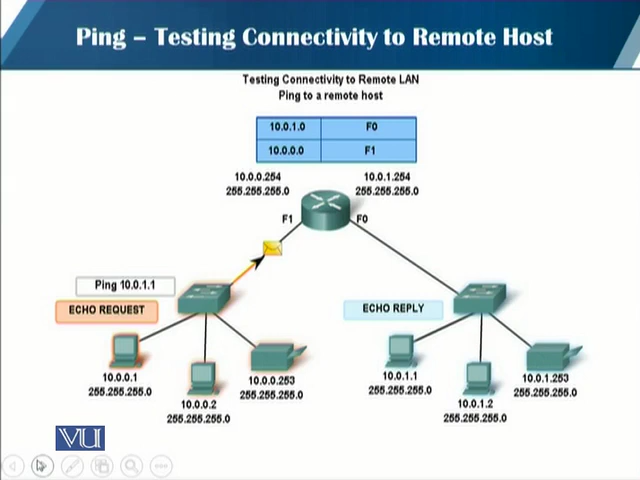 Ping – Testing Connectivity to Remote Host
Testing Connectivity to Remote LAN
Ping to a remote host
10.0.1.0 F0
10.0.0.0 F1
10.0.0.254
255.255.255.0
10.0.1.254
255.255.255.0
F1 F0
Ping 10.0.1.1
ECHO REQUEST
ECHO REPLY
10.0.0.1
255.255.255.0
10.0.0.2
255.255.255.0
10.0.0.253
255.255.255.0
10.0.1.1
255.255.255.0
10.0.1.2
255.255.255.0
10.0.1.253
255.255.255.0
VU